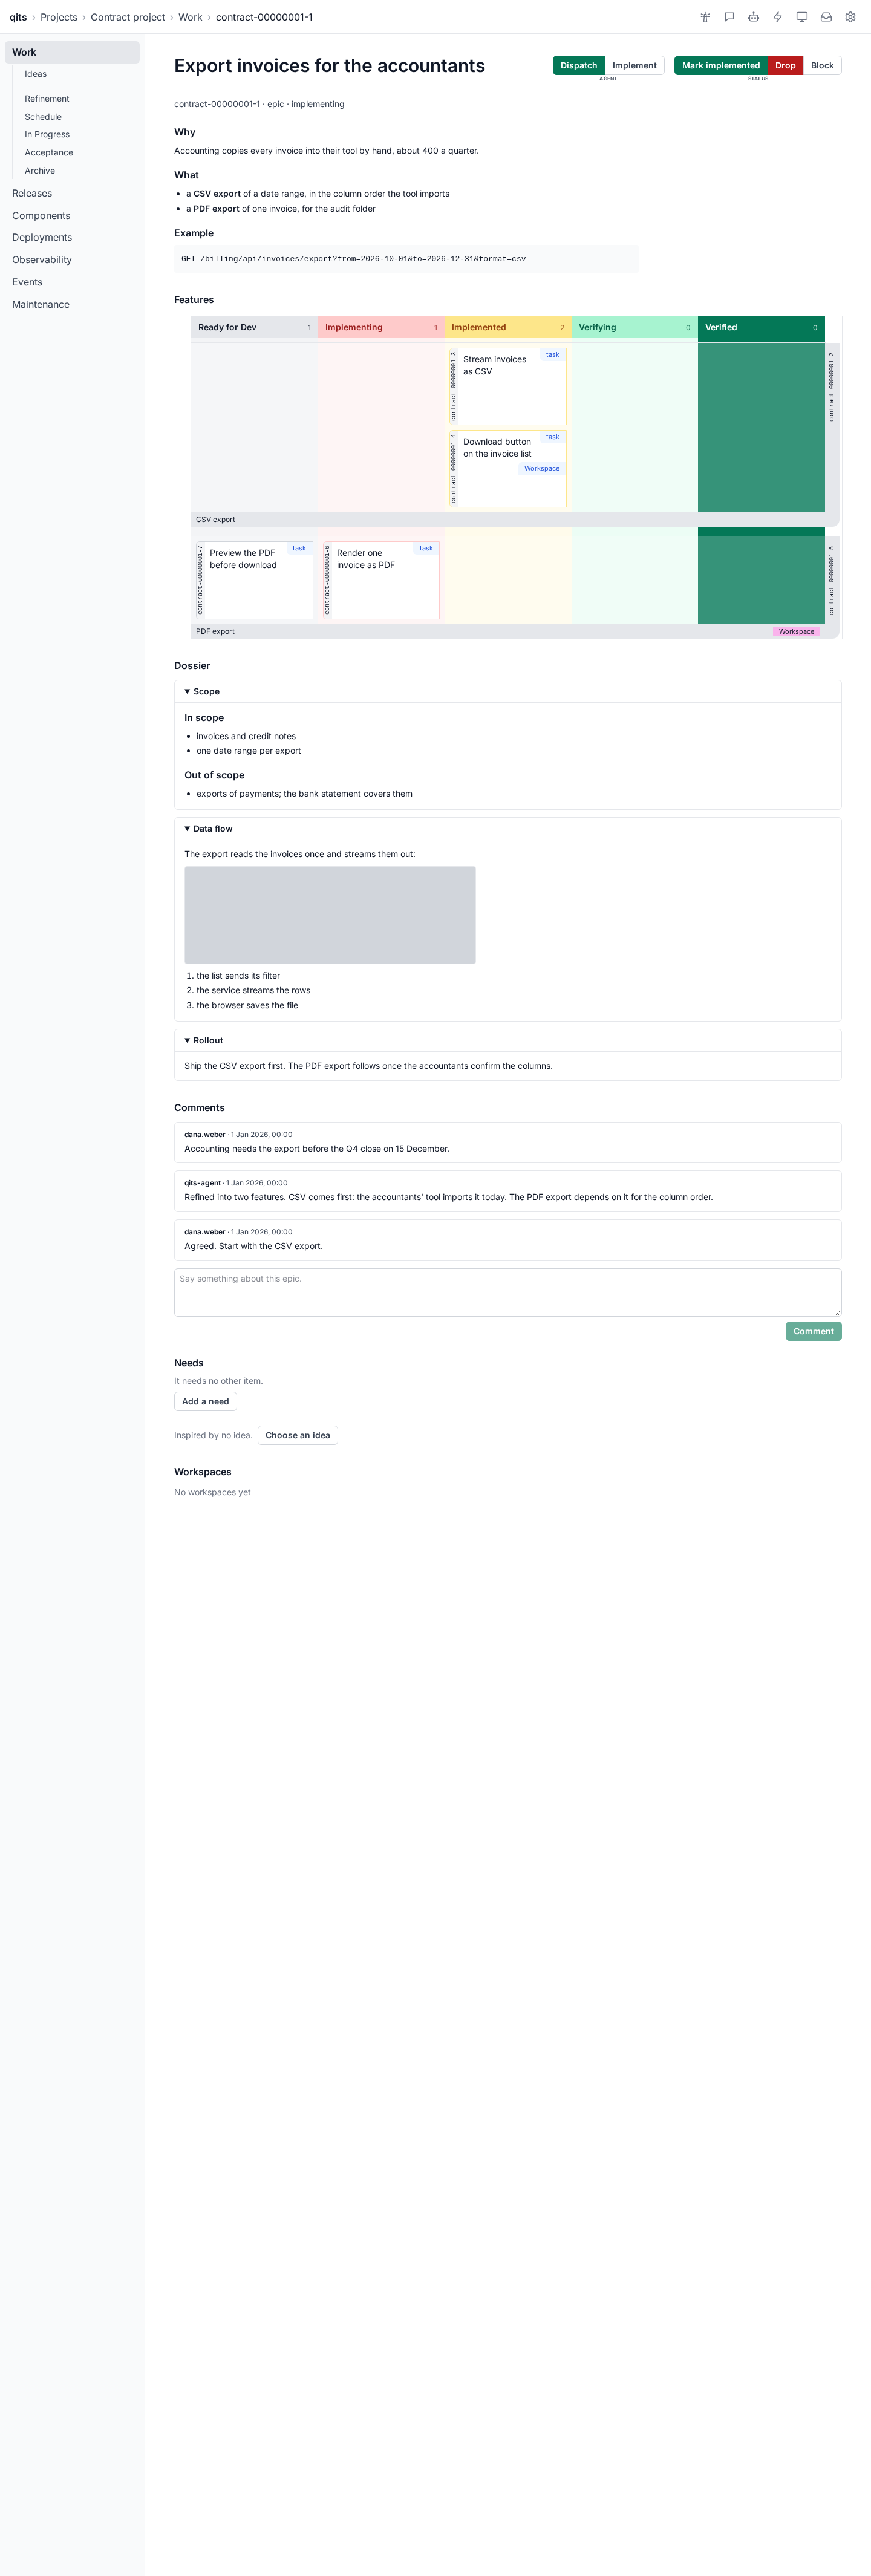 qits › Projects › Contract project › Work › contract-00000001-1
Work
Ideas
Refinement
Schedule
In Progress
Acceptance
Archive
Releases
Components
Deployments
Observability
Events
Maintenance
Export invoices for the accountants
Dispatch Implement
AGENT
Mark implemented Drop Block
STATUS
contract-00000001-1 · epic · implementing
Why
Accounting copies every invoice into their tool by hand, about 400 a quarter.
What
• a CSV export of a date range, in the column order the tool imports
• a PDF export of one invoice, for the audit folder
Example
GET /billing/api/invoices/export?from=2026-10-01&to=2026-12-31&format=csv
Features
Ready for Dev 1 Implementing 1 Implemented 2 Verifying 0 Verified 0
contract-00000001-3
Stream invoices
as CSV
task
contract-00000001-4
Download button
on the invoice list
task
Workspace
contract-00000001-2
CSV export
contract-00000001-7
Preview the PDF
before download
task
contract-00000001-6
Render one
invoice as PDF
task
contract-00000001-5
PDF export
Workspace
Dossier
▼ Scope
In scope
• invoices and credit notes
• one date range per export
Out of scope
• exports of payments; the bank statement covers them
▼ Data flow
The export reads the invoices once and streams them out:
1. the list sends its filter
2. the service streams the rows
3. the browser saves the file
▼ Rollout
Ship the CSV export first. The PDF export follows once the accountants confirm the columns.
Comments
dana.weber · 1 Jan 2026, 00:00
Accounting needs the export before the Q4 close on 15 December.
qits-agent · 1 Jan 2026, 00:00
Refined into two features. CSV comes first: the accountants' tool imports it today. The PDF export depends on it for the column order.
dana.weber · 1 Jan 2026, 00:00
Agreed. Start with the CSV export.
Say something about this epic.
Comment
Needs
It needs no other item.
Add a need
Inspired by no idea. Choose an idea
Workspaces
No workspaces yet